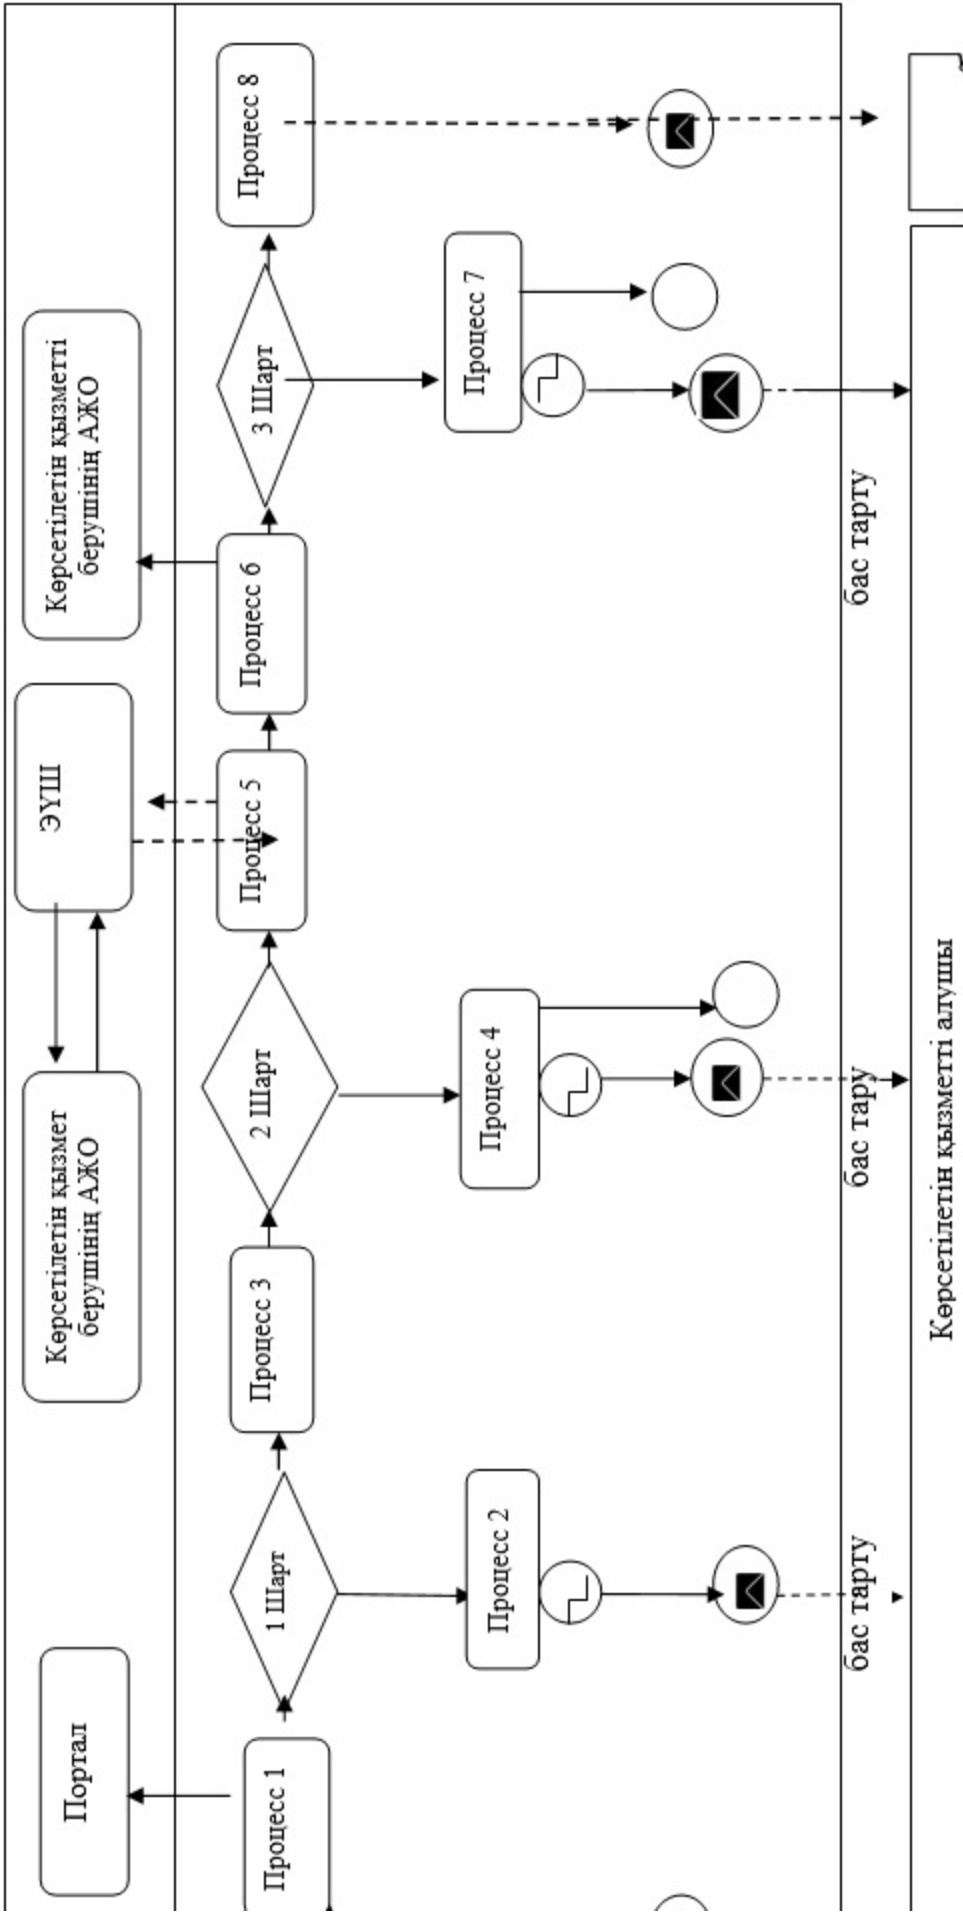 Портал
Көрсетілетін қызмет
берушінің АЖО
ЭҮШ
Көрсетілетін қызметті
берушінің АЖО
Процесс 1
1 Шарт
Процесс 3
2 Шарт
Процесс 5
Процесс 6
3 Шарт
Процесс 8
Процесс 2
Процесс 4
Процесс 7
бас тарту
бас тару
бас тарту
Көрсетілетін қызметті алушы